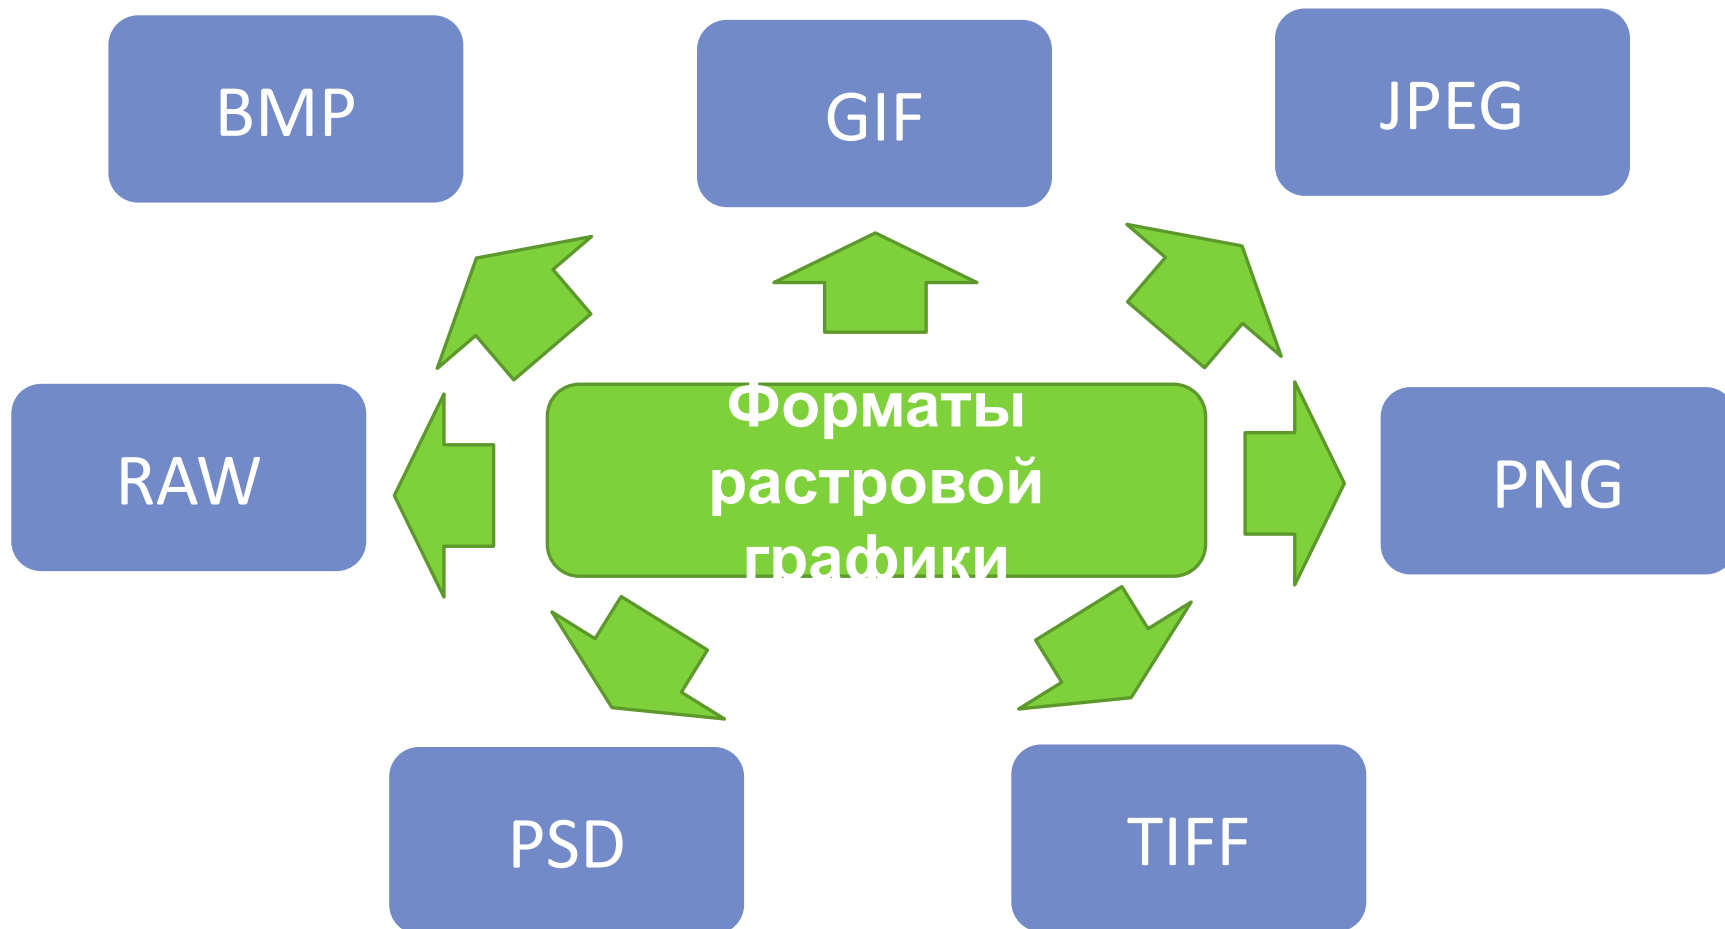 BMP
GIF
JPEG
RAW
Форматы
растровой
графики
PNG
PSD
TIFF